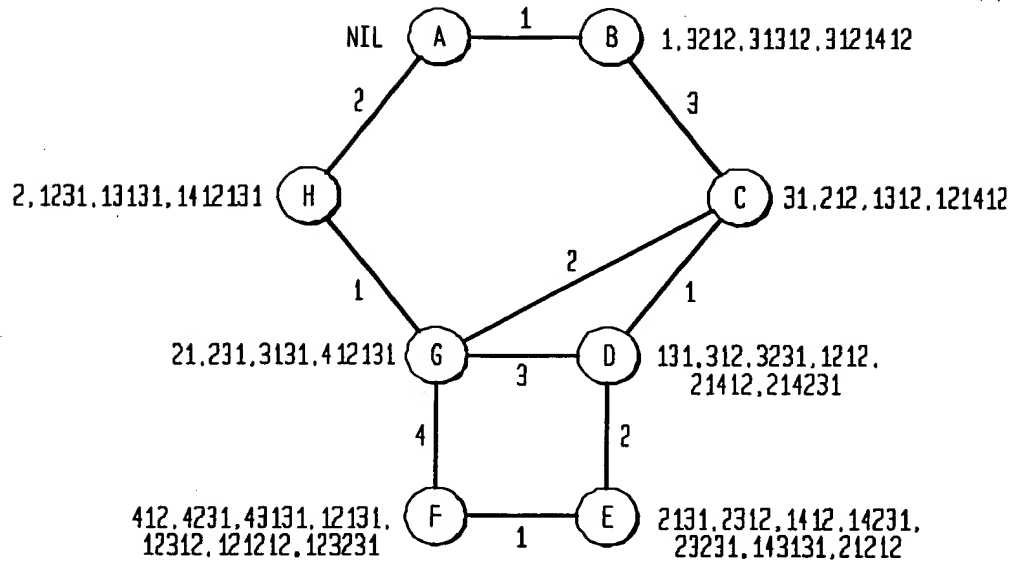 NIL A 1 B 1,3212,31312,3121412
2 3
2,1231,13131,1412131 H C 31,212,1312,121412
2
1 1
21,231,3131,412131 G 3 D 131,312,3231,1212,
21412,214231
4 2
412,4231,43131,12131, F 1 E 2131,2312,1412,14231,
12312,121212,123231 23231,143131,21212